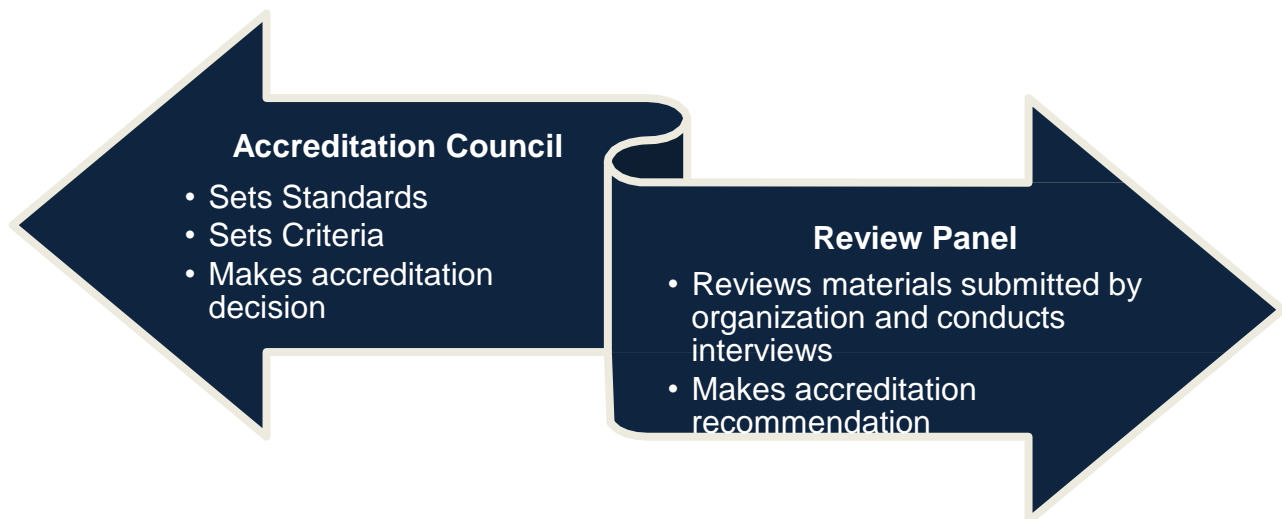 Accreditation Council
• Sets Standards
• Sets Criteria
• Makes accreditation
decision
Review Panel
• Reviews materials submitted by
organization and conducts
interviews
• Makes accreditation
recommendation